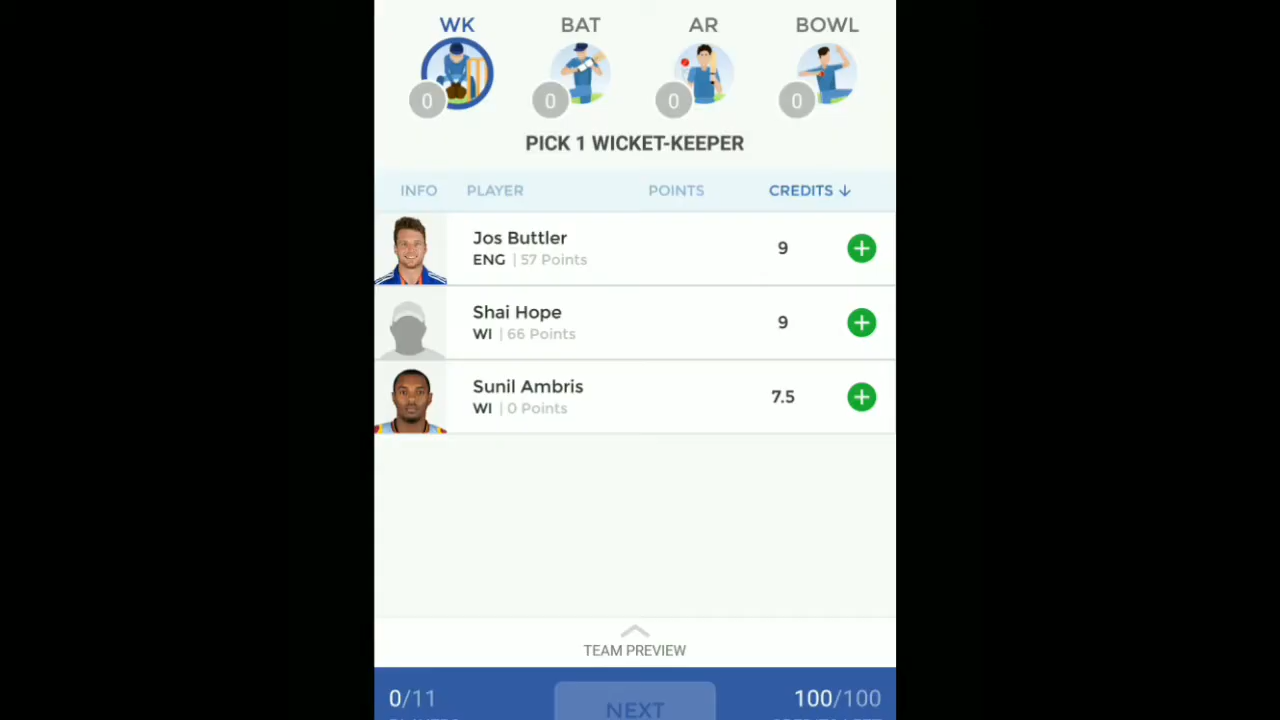 WK BAT AR BOWL
0 0 0 0
PICK 1 WICKET-KEEPER
INFO PLAYER POINTS CREDITS ↓
Jos Buttler
ENG | 57 Points
9
Shai Hope
WI | 66 Points
9
Sunil Ambris
WI | 0 Points
7.5
TEAM PREVIEW
0/11 NEXT 100/100